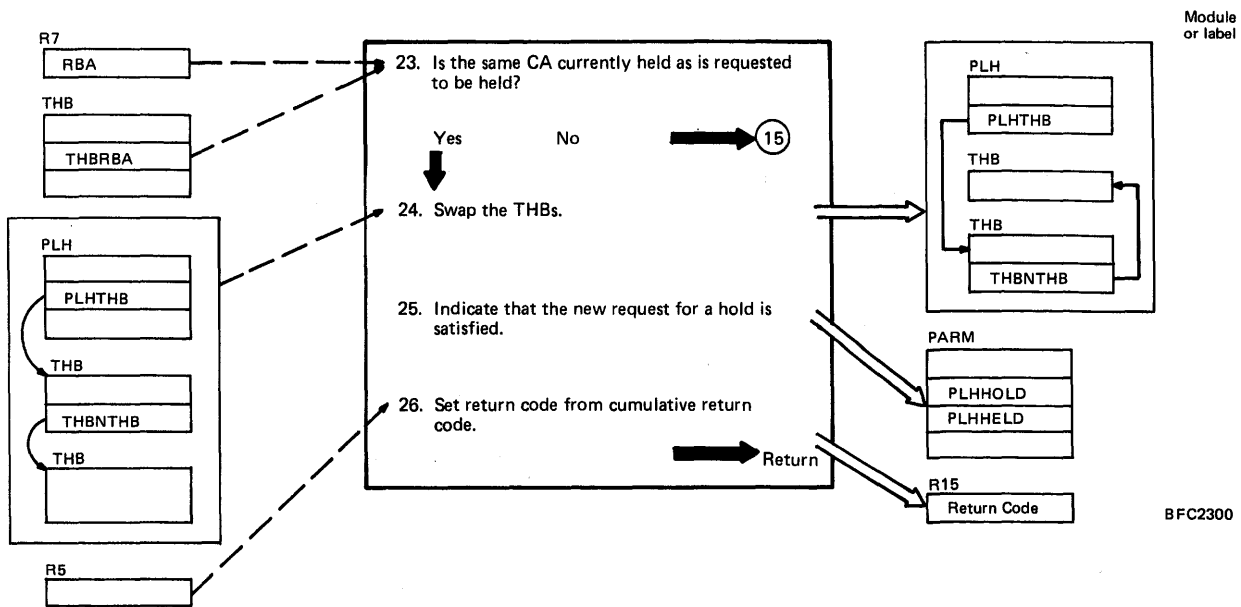 Module
or label
R7
RBA
THB
THBRBA
PLH
PLHTHB
THB
THBNTHB
THB
R5
23. Is the same CA currently held as is requested
to be held?
Yes No 15
24. Swap the THBs.
25. Indicate that the new request for a hold is
satisfied.
26. Set return code from cumulative return
code.
Return
PLH
PLHTHB
THB
THB
THBNTHB
PARM
PLHHOLD
PLHHELD
R15
Return Code
BFC2300